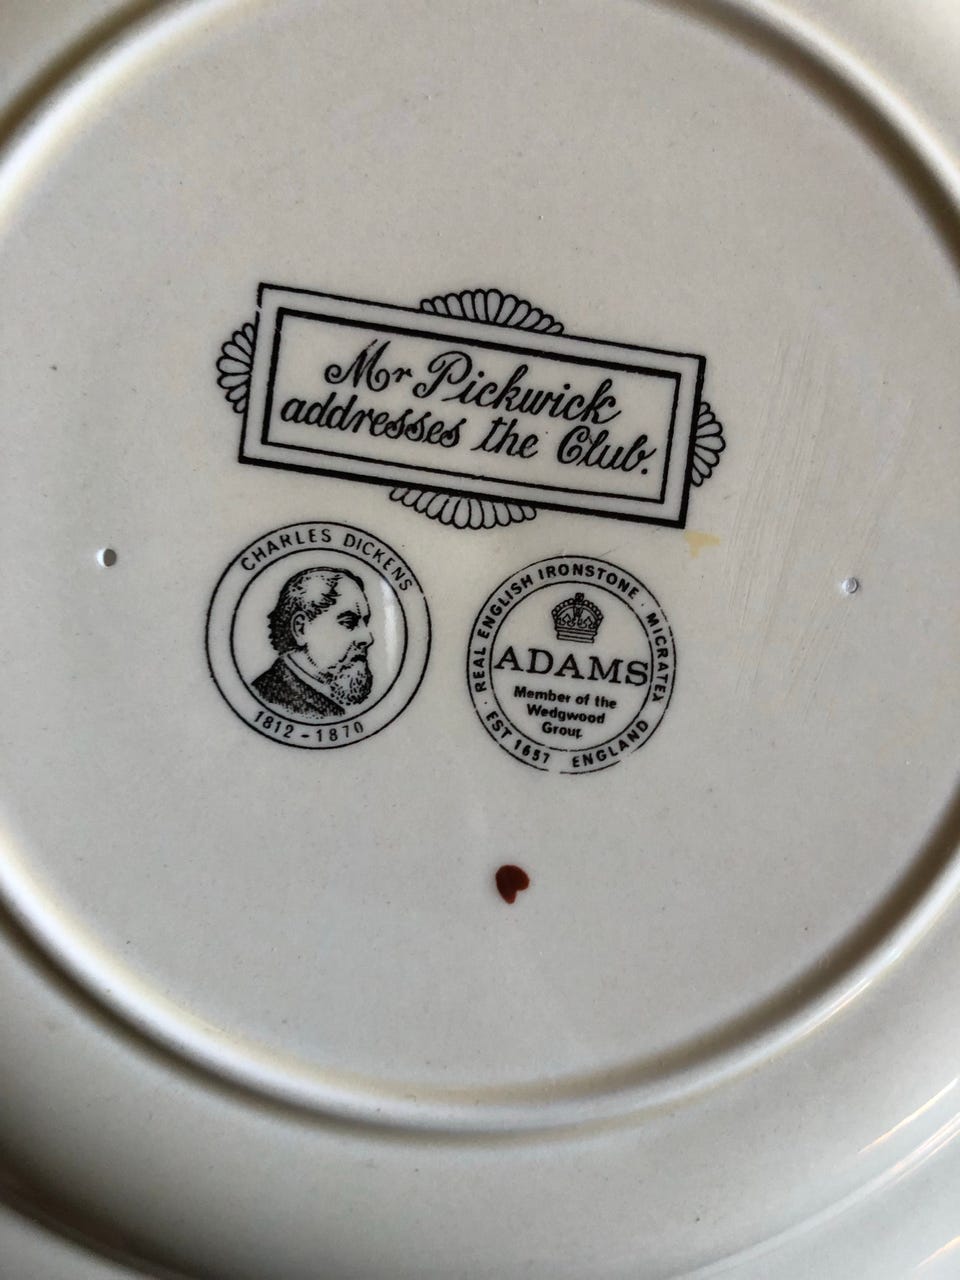 Mr Pickwick
addresses the Club.
CHARLES DICKENS
1812-1870
REAL ENGLISH IRONSTONE · MICRATEX
ADAMS
Member of the
Wedgwood
Group
EST 1657 ENGLAND